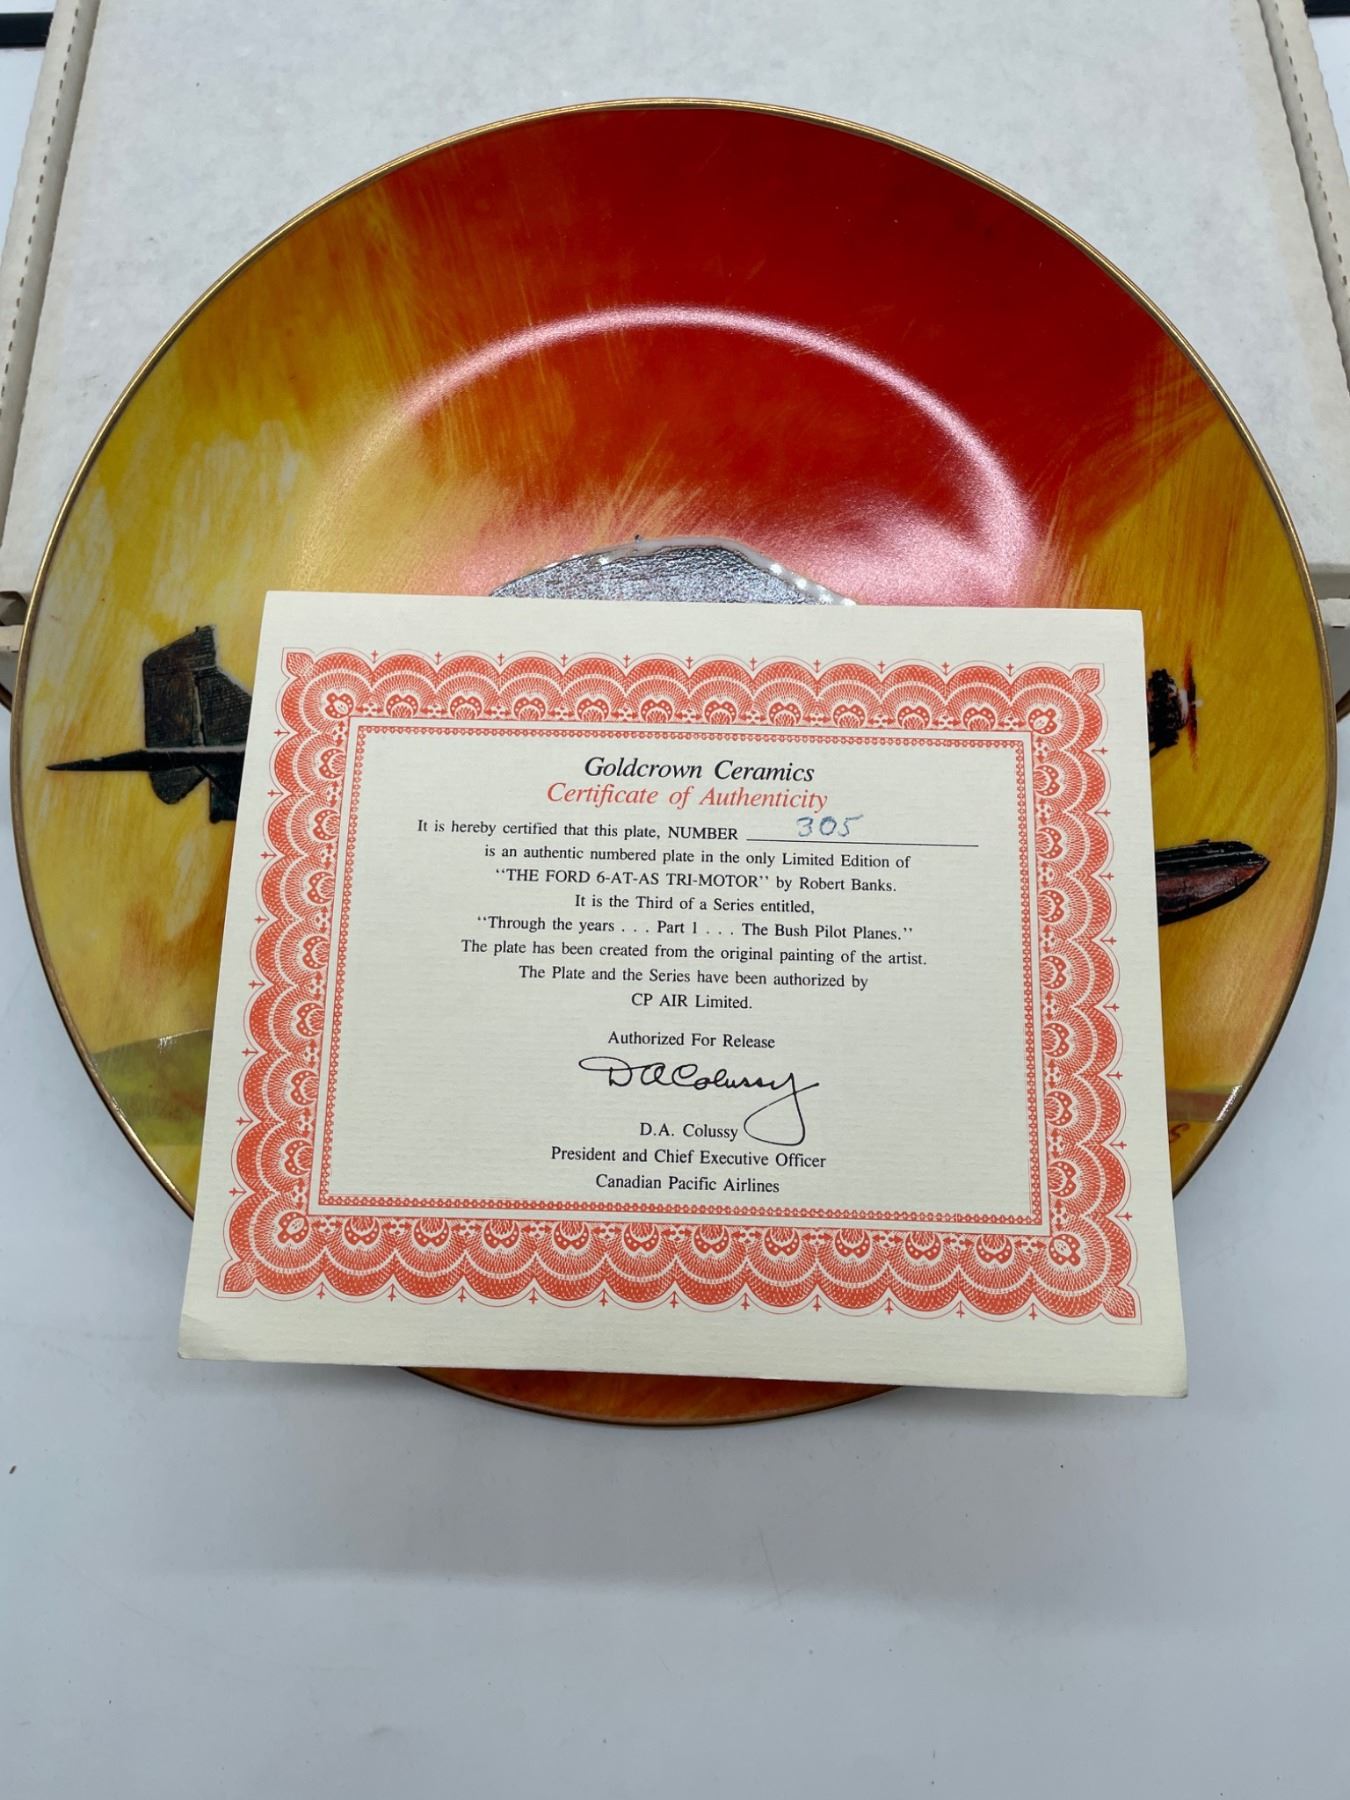 Goldcrown Ceramics
Certificate of Authenticity
It is hereby certified that this plate, NUMBER 305
is an authentic numbered plate in the only Limited Edition of
"THE FORD 6-AT-AS TRI-MOTOR" by Robert Banks.
It is the Third of a Series entitled,
"Through the years . . . Part 1 . . . The Bush Pilot Planes."
The plate has been created from the original painting of the artist.
The Plate and the Series have been authorized by
CP AIR Limited.
Authorized For Release
D A Colussy
D.A. Colussy
President and Chief Executive Officer
Canadian Pacific Airlines